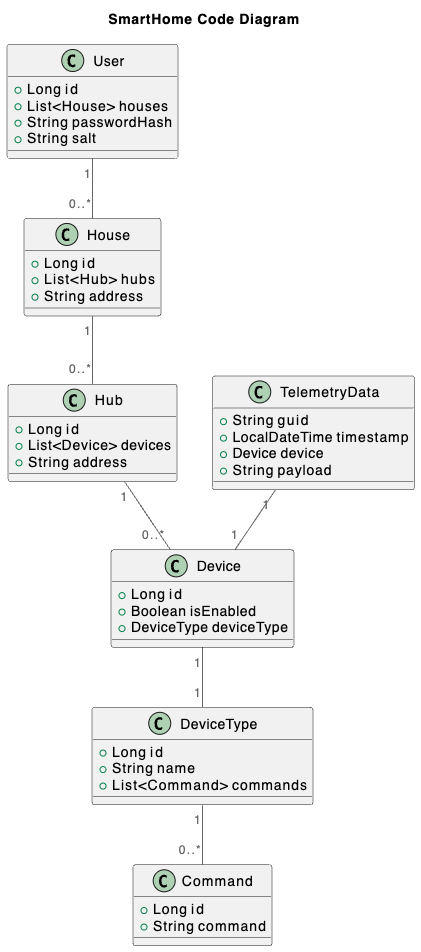 SmartHome Code Diagram
C User
Long id
List<House> houses
String passwordHash
String salt
1
0..*
C House
Long id
List<Hub> hubs
String address
1
0..*
C Hub
Long id
List<Device> devices
String address
C TelemetryData
String guid
LocalDateTime timestamp
Device device
String payload
1
0..*
1
1
C Device
Long id
Boolean isEnabled
DeviceType deviceType
1
1
C DeviceType
Long id
String name
List<Command> commands
1
0..*
C Command
Long id
String command